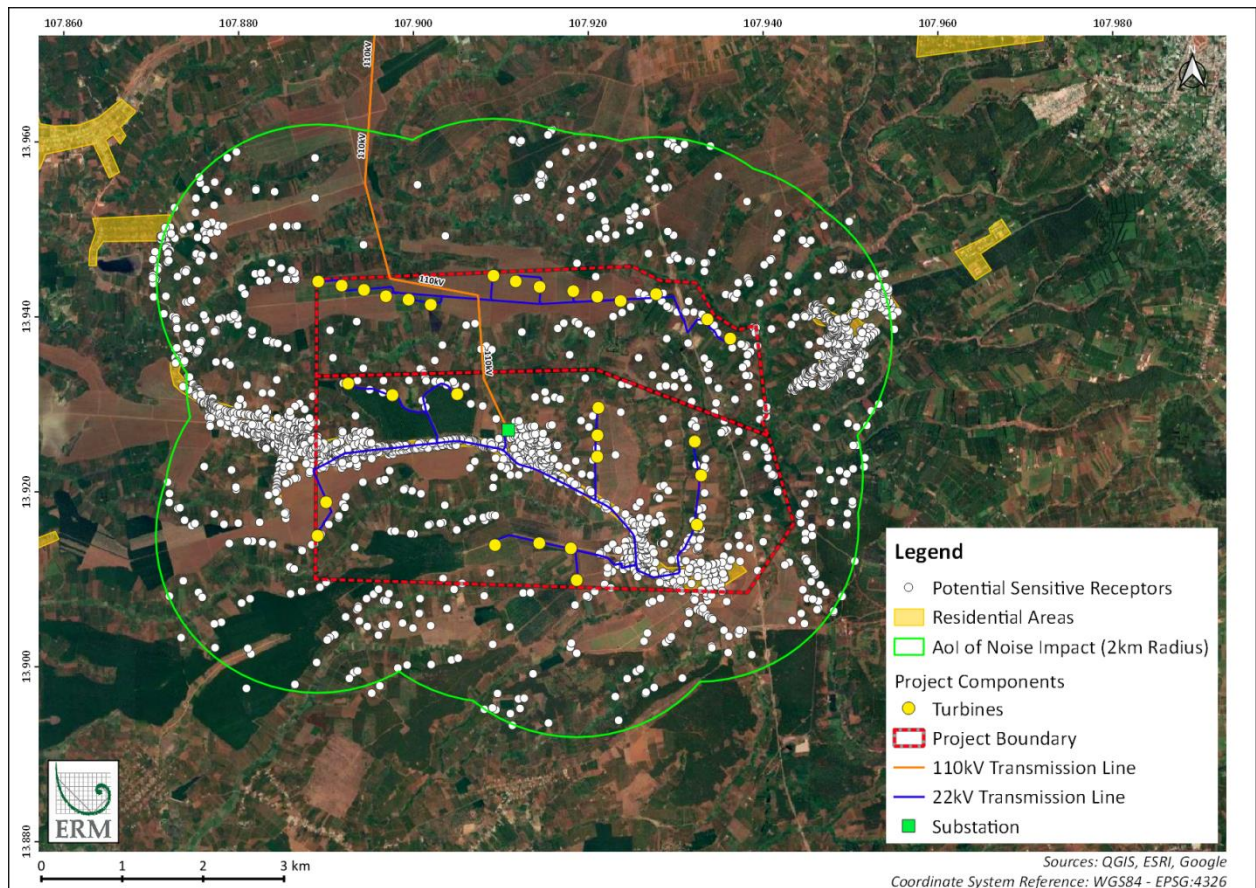 107.860 107.880 107.900 107.920 107.940 107.960 107.980
110kV
110kV
13.960
110kV
13.940
110kV
13.920
Legend
Potential Sensitive Receptors
Residential Areas
AoI of Noise Impact (2km Radius)
13.900
Project Components
Turbines
Project Boundary
110kV Transmission Line
22kV Transmission Line
Substation
ERM
13.880
0 1 2 3 km
Sources: QGIS, ESRI, Google
Coordinate System Reference: WGS84 - EPSG:4326